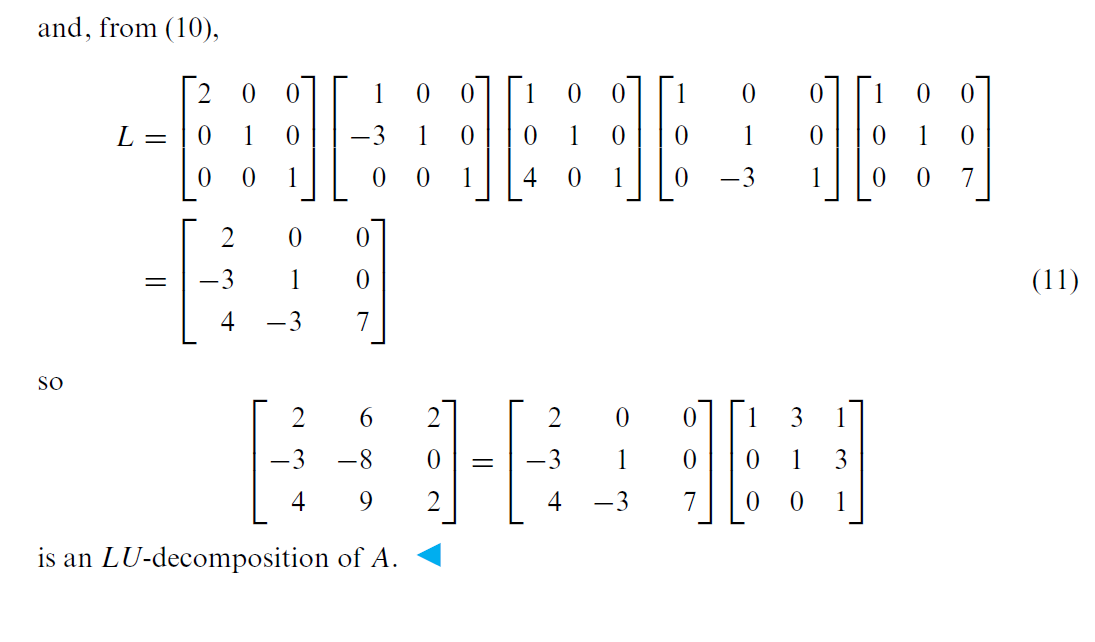 and, from (10),
L = [2 0 0] [1 0 0] [1 0 0] [1 0 0] [1 0 0]
[0 1 0] [−3 1 0] [0 1 0] [0 1 0] [0 1 0]
[0 0 1] [0 0 1] [4 0 1] [0 −3 1] [0 0 7]
= [2 0 0]
[−3 1 0] (11)
[4 −3 7]
so
[2 6 2] = [2 0 0] [1 3 1]
[−3 −8 0] [−3 1 0] [0 1 3]
[4 9 2] [4 −3 7] [0 0 1]
is an LU-decomposition of A. ◀